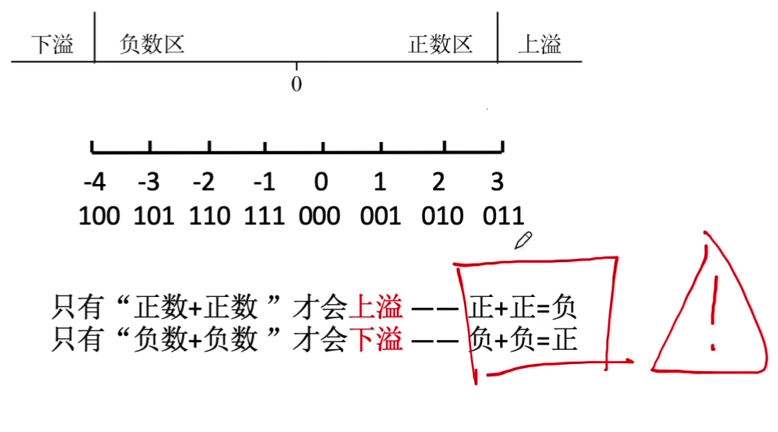 下溢 负数区 正数区 上溢
0
-4 -3 -2 -1 0 1 2 3
100 101 110 111 000 001 010 011
只有“正数+正数 ”才会上溢 —— 正+正=负
只有“负数+负数 ”才会下溢 —— 负+负=正
!